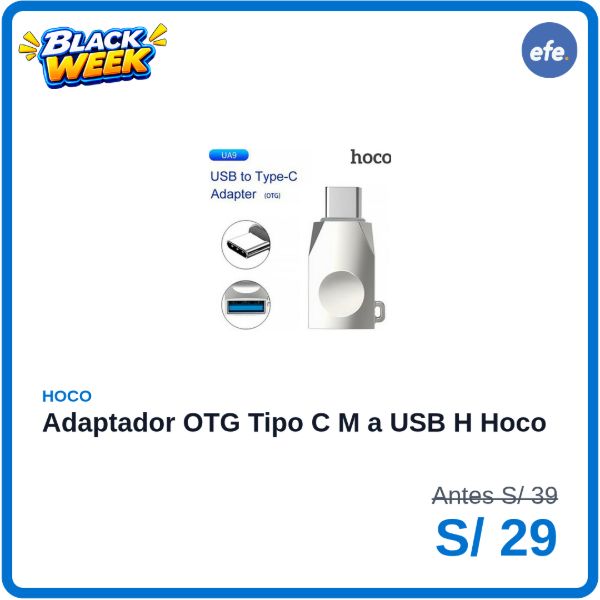 BLACK
WEEK
efe.
UA9
hoco
USB to Type-C
Adapter (OTG)
HOCO
Adaptador OTG Tipo C M a USB H Hoco
Antes S/ 39
S/ 29